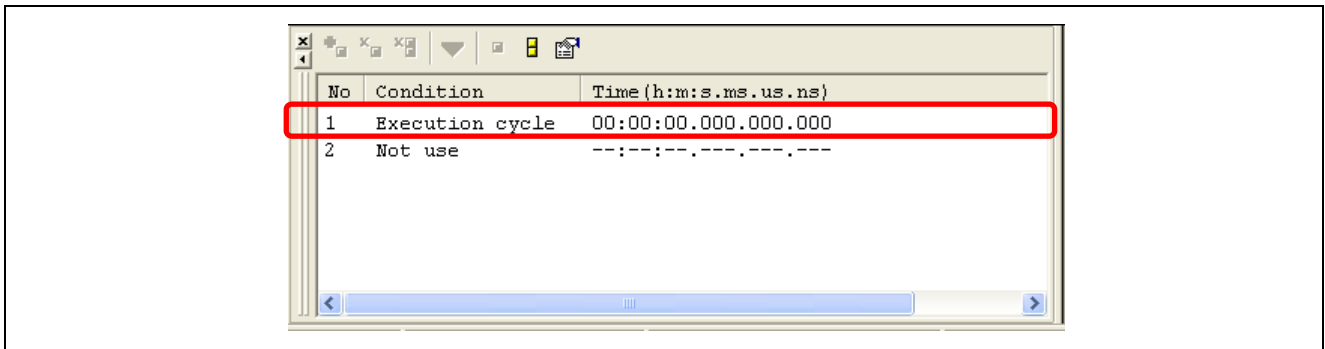 No Condition Time(h:m:s.ms.us.ns)
1 Execution cycle 00:00:00.000.000.000
2 Not use --:--:--.---.---.---